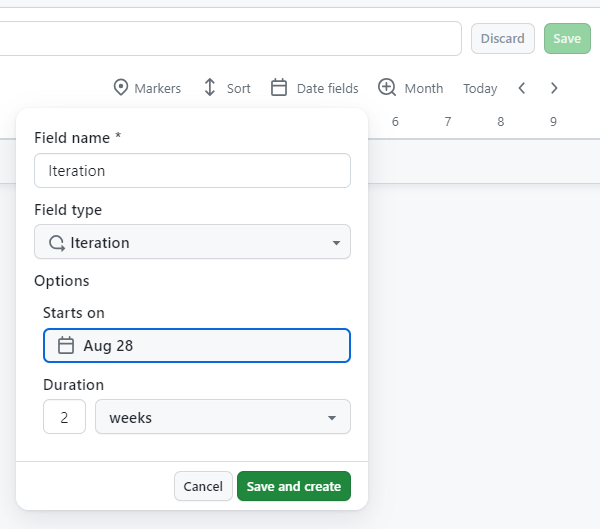 Discard Save
Markers Sort Date fields Month Today
6 7 8 9
Field name *
Iteration
Field type
Iteration
Options
Starts on
Aug 28
Duration
2 weeks
Cancel Save and create